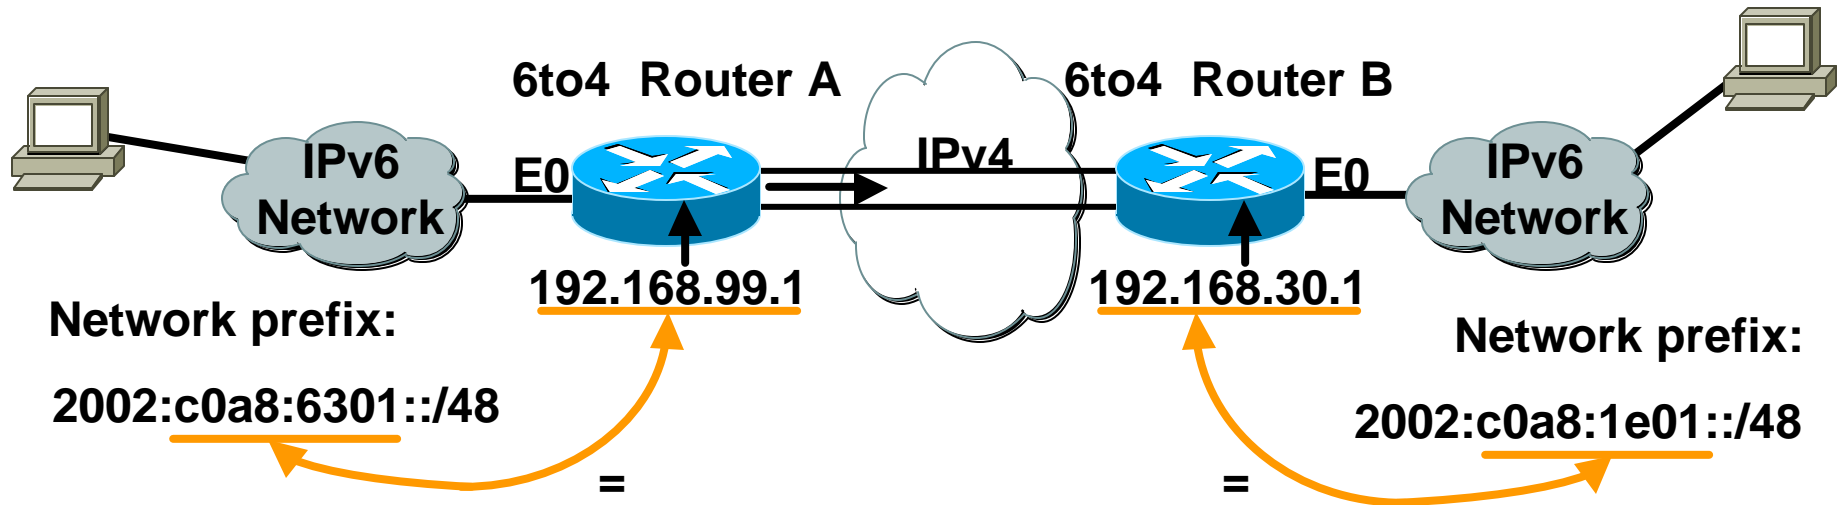 6to4 Router A
6to4 Router B
IPv6
Network
E0
IPv4
E0
IPv6
Network
192.168.99.1
192.168.30.1
Network prefix:
Network prefix:
2002:c0a8:6301::/48
2002:c0a8:1e01::/48
=
=